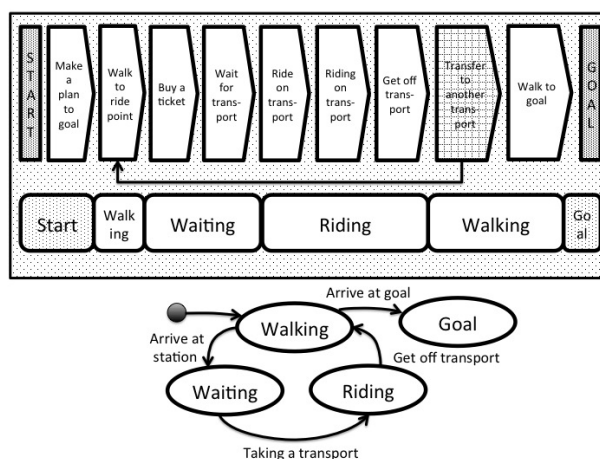 START
Make
a
plan to
goal
Walk
to
ride
point
Buy a
ticket
Wait
for
trans-
port
Ride
on
trans-
port
Riding
on
trans-
port
Get off
trans-
port
Transfer
to
another
trans
port
Walk to
goal
GOAL
Start
Walk
ing
Waiting
Riding
Walking
Go
al
Arrive at goal
Walking
Goal
Arrive at
station
Get off transport
Waiting
Riding
Taking a transport